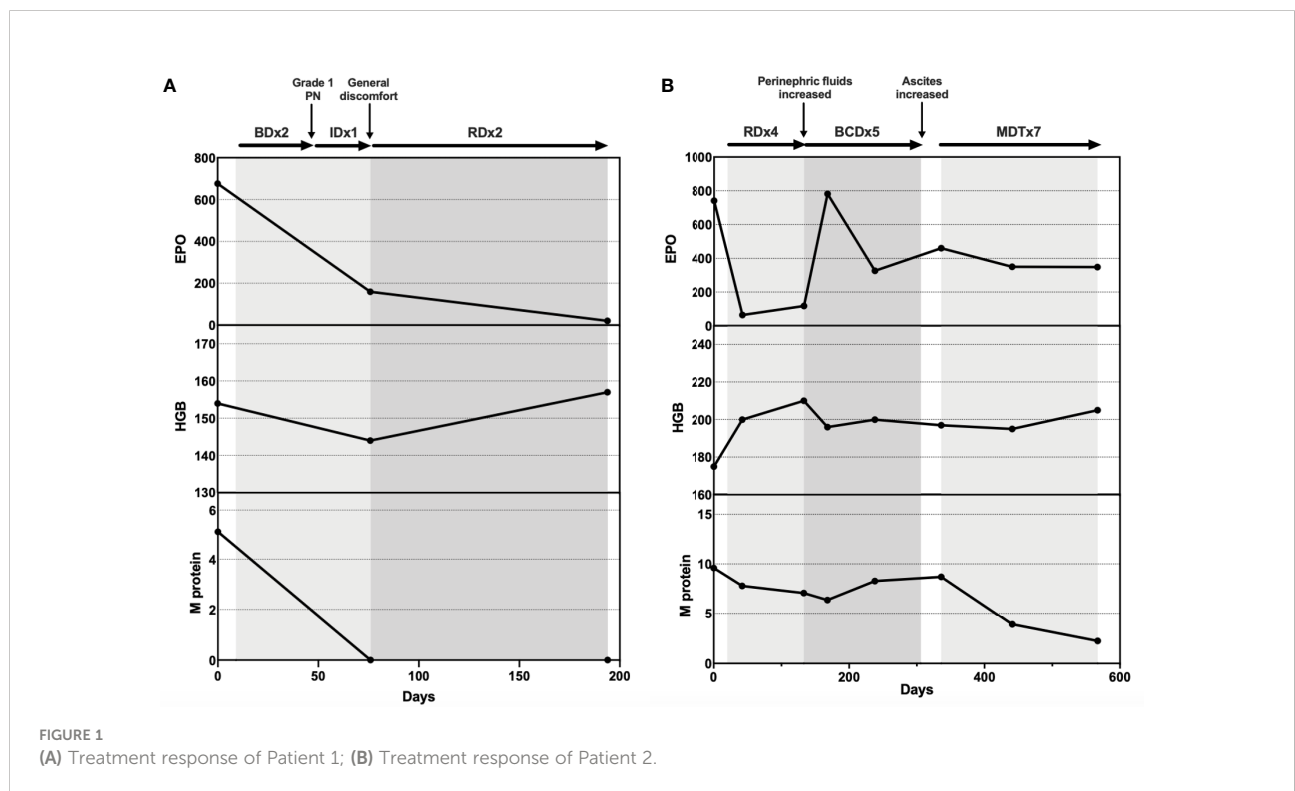 A
Grade 1
PN
General
discomfort
BDx2
IDx1
RDx2
800
600
400
200
0
EPO
170
160
150
140
130
HGB
6
4
2
0
M protein
0
50
100
150
200
Days
B
Perinephric fluids
increased
Ascites
increased
RDx4
BCDx5
MDTx7
1000
800
600
400
200
0
EPO
240
220
200
180
160
HGB
15
10
5
0
M protein
0
200
400
600
Days
FIGURE 1
(A) Treatment response of Patient 1; (B) Treatment response of Patient 2.